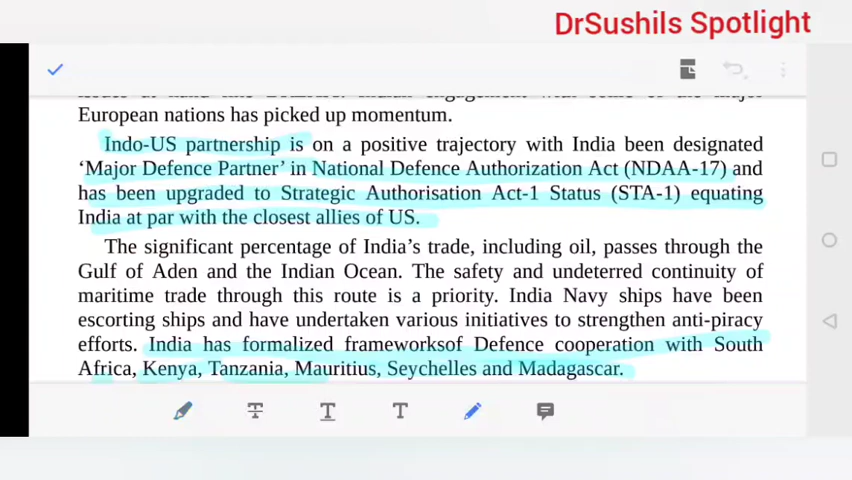 DrSushils Spotlight
European nations has picked up momentum.
Indo-US partnership is on a positive trajectory with India been designated
‘Major Defence Partner’ in National Defence Authorization Act (NDAA-17) and
has been upgraded to Strategic Authorisation Act-1 Status (STA-1) equating
India at par with the closest allies of US.
The significant percentage of India’s trade, including oil, passes through the
Gulf of Aden and the Indian Ocean. The safety and undeterred continuity of
maritime trade through this route is a priority. India Navy ships have been
escorting ships and have undertaken various initiatives to strengthen anti-piracy
efforts. India has formalized frameworksof Defence cooperation with South
Africa, Kenya, Tanzania, Mauritius, Seychelles and Madagascar.